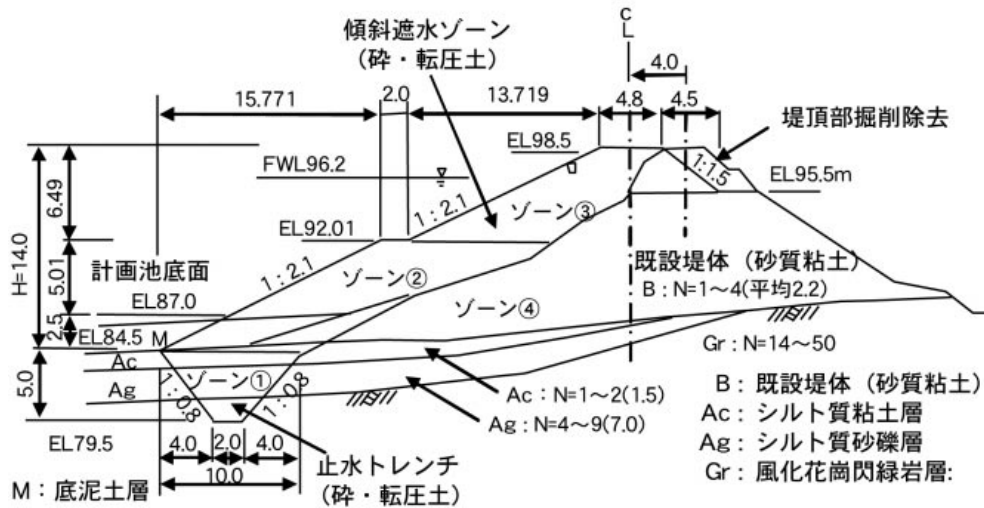 C
L
傾斜遮水ゾーン
(砕・転圧土)
4.0
15.771
2.0
13.719
4.8
4.5
堤頂部掘削除去
EL98.5
FWL96.2
1:1.5
EL95.5m
H=14.0
6.49
1:2.1
ゾーン③
EL92.01
5.01
計画池底面
1:2.1
ゾーン②
既設堤体 (砂質粘土)
B:N=1~4(平均2.2)
EL87.0
ゾーン④
2.5
EL84.5
M
Gr:N=14~50
Ac
5.0
ゾーン①
Ag
1:0.8
1:0.8
Ac:N=1~2(1.5)
Ag:N=4~9(7.0)
B:既設堤体 (砂質粘土)
Ac:シルト質粘土層
Ag:シルト質砂礫層
Gr:風化花崗閃緑岩層:
EL79.5
4.0
2.0
4.0
10.0
止水トレンチ
(砕・転圧土)
M:底泥土層